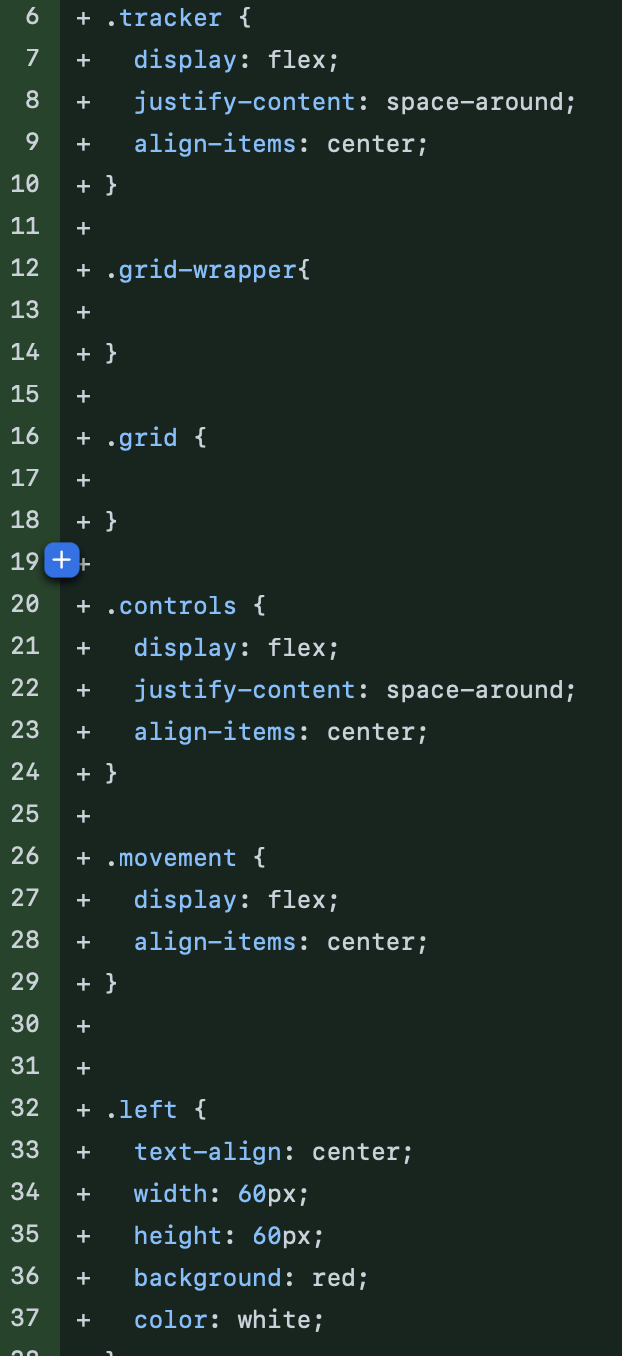 6 + .tracker {
7 +   display: flex;
8 +   justify-content: space-around;
9 +   align-items: center;
10 + }
11 +
12 + .grid-wrapper{
13 +
14 + }
15 +
16 + .grid {
17 +
18 + }
19 + +
20 + .controls {
21 +   display: flex;
22 +   justify-content: space-around;
23 +   align-items: center;
24 + }
25 +
26 + .movement {
27 +   display: flex;
28 +   align-items: center;
29 + }
30 +
31 +
32 + .left {
33 +   text-align: center;
34 +   width: 60px;
35 +   height: 60px;
36 +   background: red;
37 +   color: white;